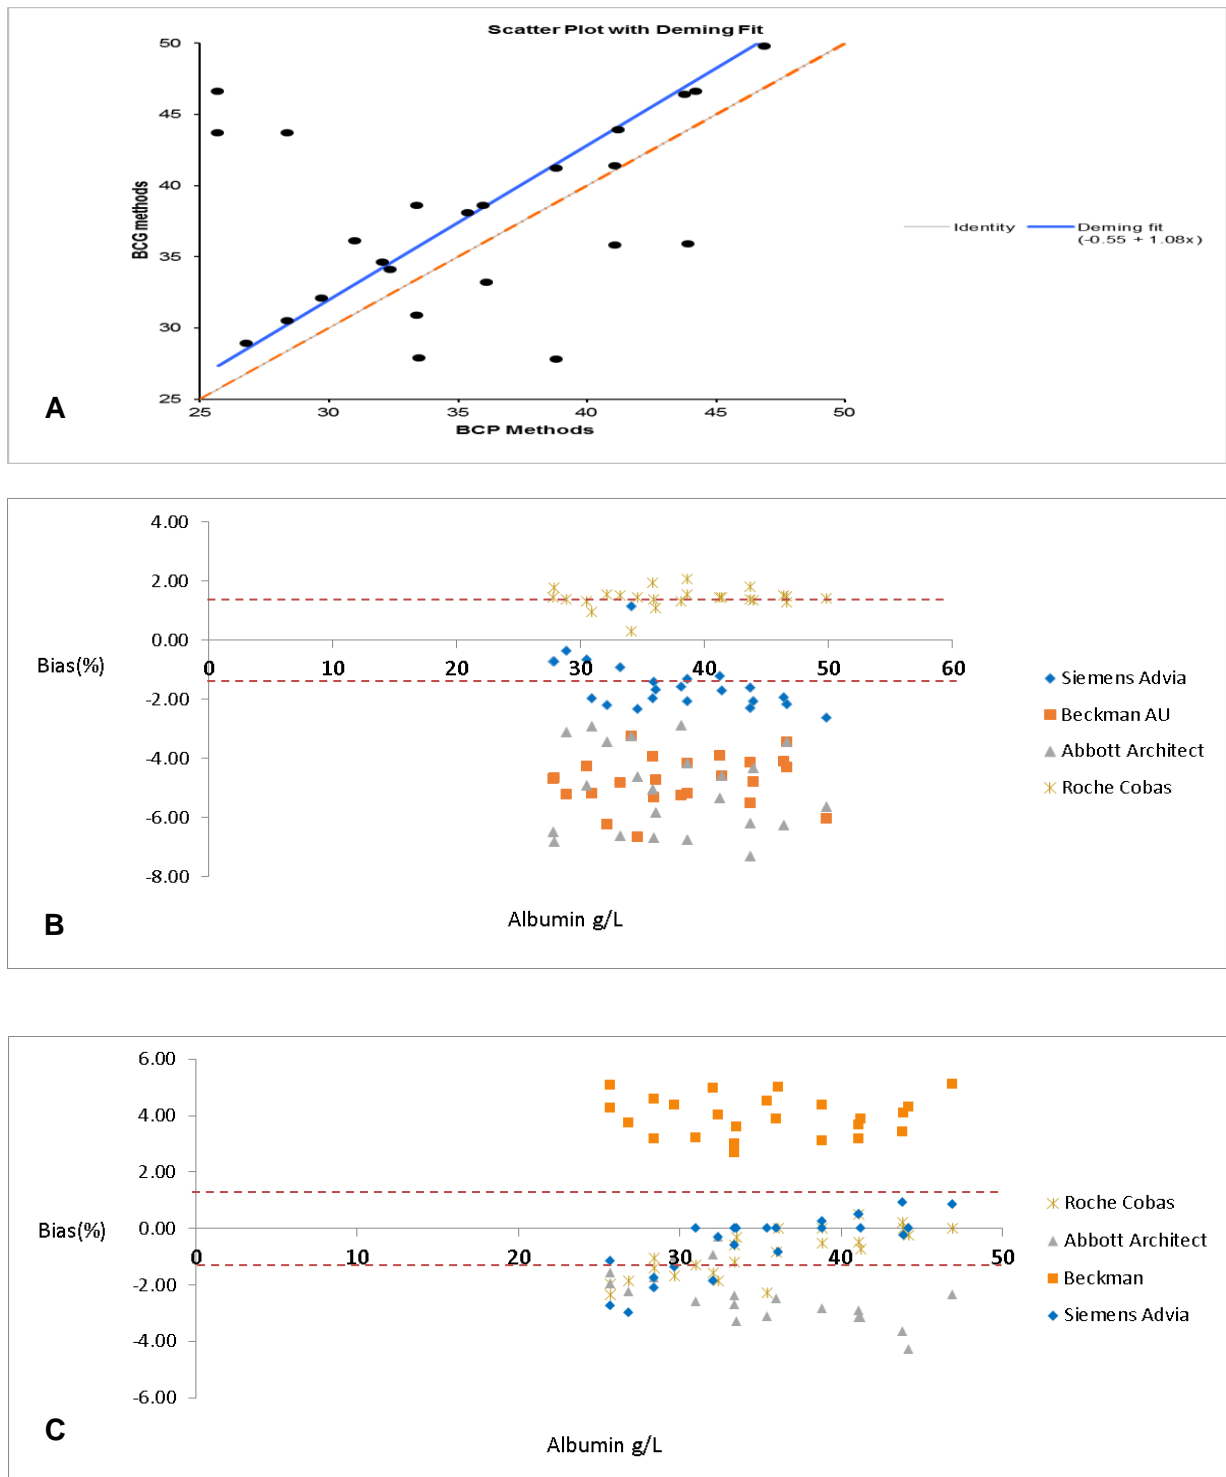 Scatter Plot with Deming Fit
50
45
40
35
30
25
BCG methods
25 30 35 40 45 50
BCP Methods
Identity
Deming fit
(-0.55 + 1.08x)
A
4.00
2.00
0.00
-2.00
-4.00
-6.00
-8.00
Bias(%)
0 10 20 30 40 50 60
Albumin g/L
Siemens Advia
Beckman AU
Abbott Architect
Roche Cobas
B
6.00
4.00
2.00
0.00
-2.00
-4.00
-6.00
Bias(%)
0 10 20 30 40 50
Albumin g/L
Roche Cobas
Abbott Architect
Beckman
Siemens Advia
C